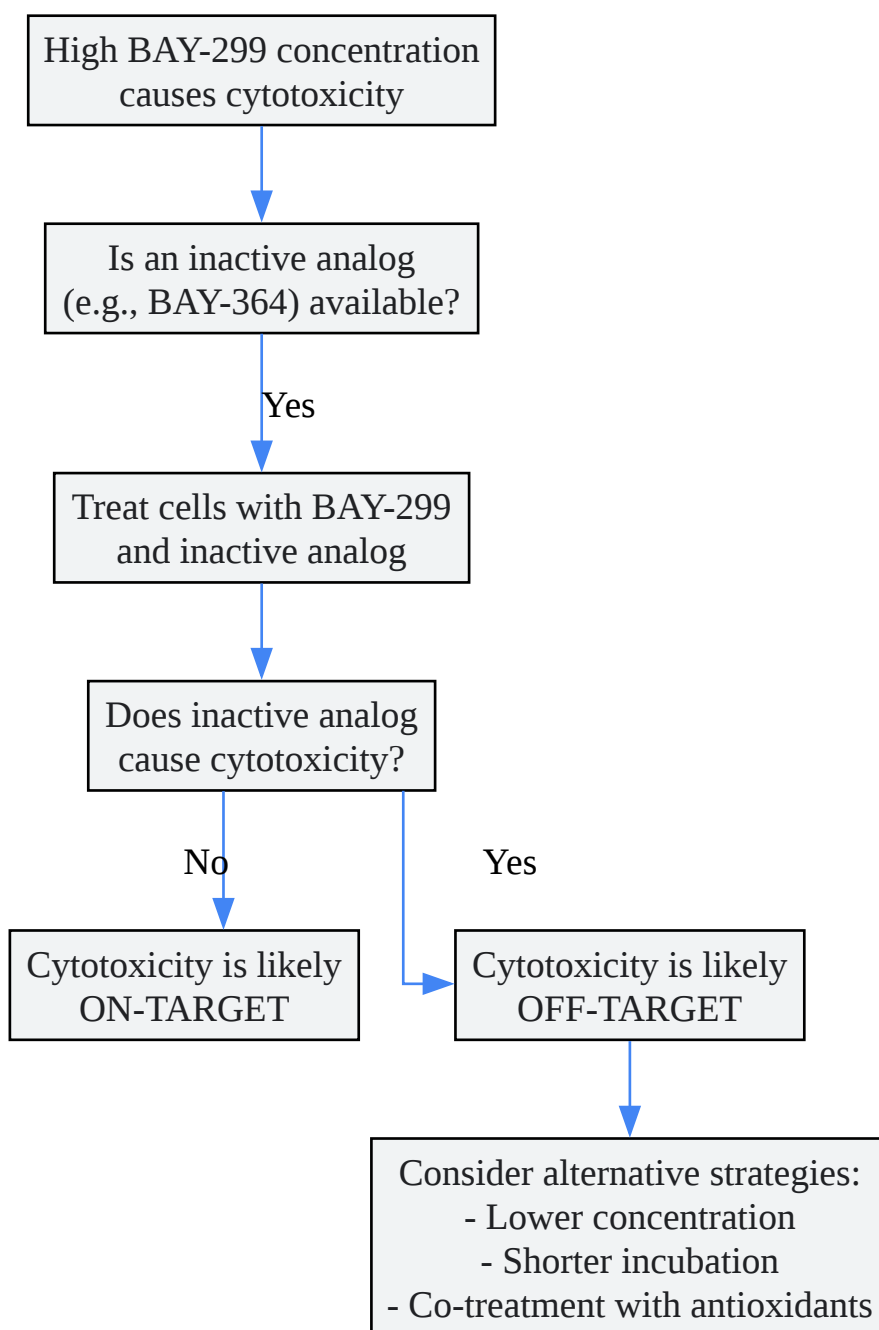 High BAY-299 concentration
causes cytotoxicity
Is an inactive analog
(e.g., BAY-364) available?
Yes
Treat cells with BAY-299
and inactive analog
Does inactive analog
cause cytotoxicity?
No
Yes
Cytotoxicity is likely
ON-TARGET
Cytotoxicity is likely
OFF-TARGET
Consider alternative strategies:
- Lower concentration
- Shorter incubation
- Co-treatment with antioxidants